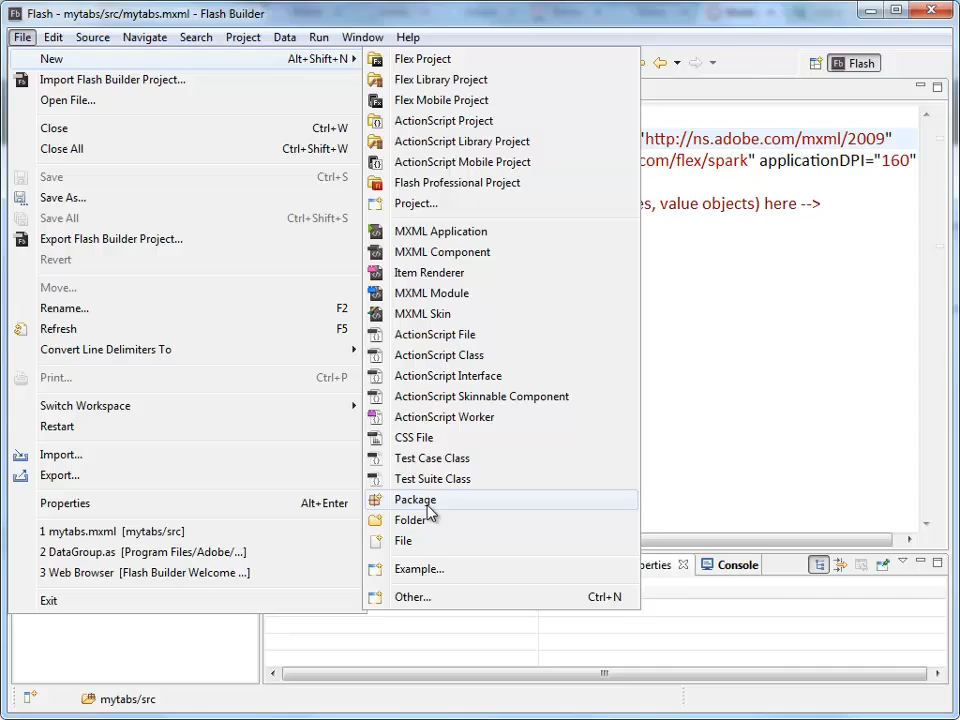 Fb Flash - mytabs/src/mytabs.mxml - Flash Builder
File Edit Source Navigate Search Project Data Run Window Help
New Alt+Shift+N
Import Flash Builder Project...
Open File...
Close Ctrl+W
Close All Ctrl+Shift+W
Save Ctrl+S
Save As...
Save All Ctrl+Shift+S
Export Flash Builder Project...
Revert
Move...
Rename... F2
Refresh F5
Convert Line Delimiters To
Print... Ctrl+P
Switch Workspace
Restart
Import...
Export...
Properties Alt+Enter
1 mytabs.mxml [mytabs/src]
2 DataGroup.as [Program Files/Adobe/...]
3 Web Browser [Flash Builder Welcome ...]
Exit
Flex Project
Flex Library Project
Flex Mobile Project
ActionScript Project
ActionScript Library Project
ActionScript Mobile Project
Flash Professional Project
Project...
MXML Application
MXML Component
Item Renderer
MXML Module
MXML Skin
ActionScript File
ActionScript Class
ActionScript Interface
ActionScript Skinnable Component
ActionScript Worker
CSS File
Test Case Class
Test Suite Class
Package
Folder
File
Example...
Other... Ctrl+N
Fb Flash
"http://ns.adobe.com/mxml/2009"
com/flex/spark" applicationDPI="160"
es, value objects) here -->
perties Console
mytabs/src